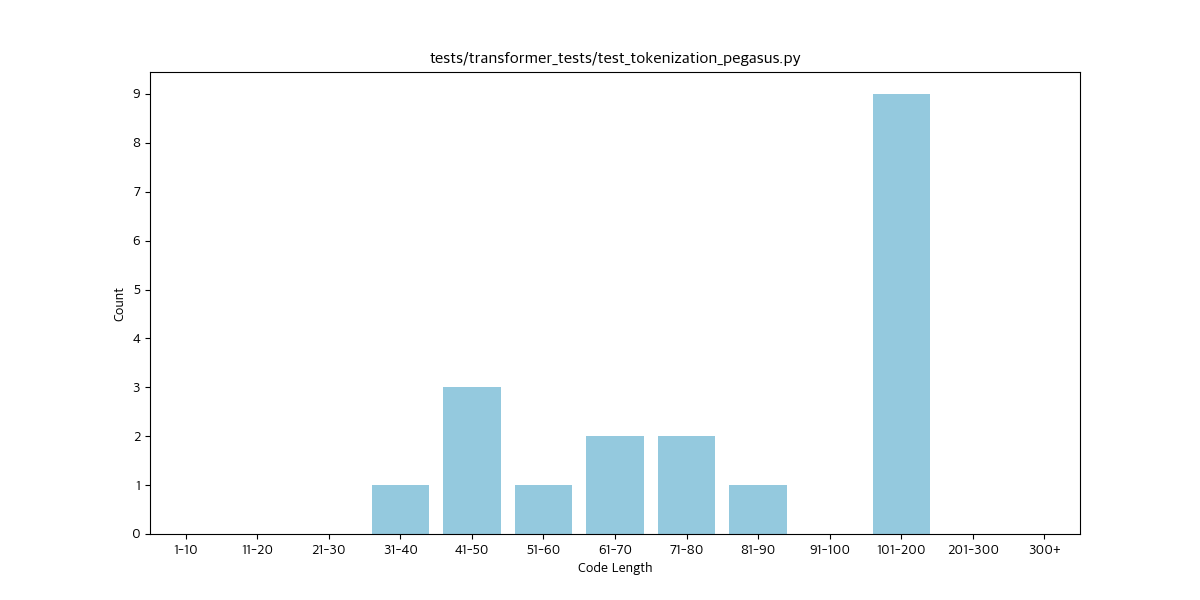 tests/transformer_tests/test_tokenization_pegasus.py
9
8
7
6
5
4
3
2
1
0
Count
1-10 11-20 21-30 31-40 41-50 51-60 61-70 71-80 81-90 91-100 101-200 201-300 300+
Code Length